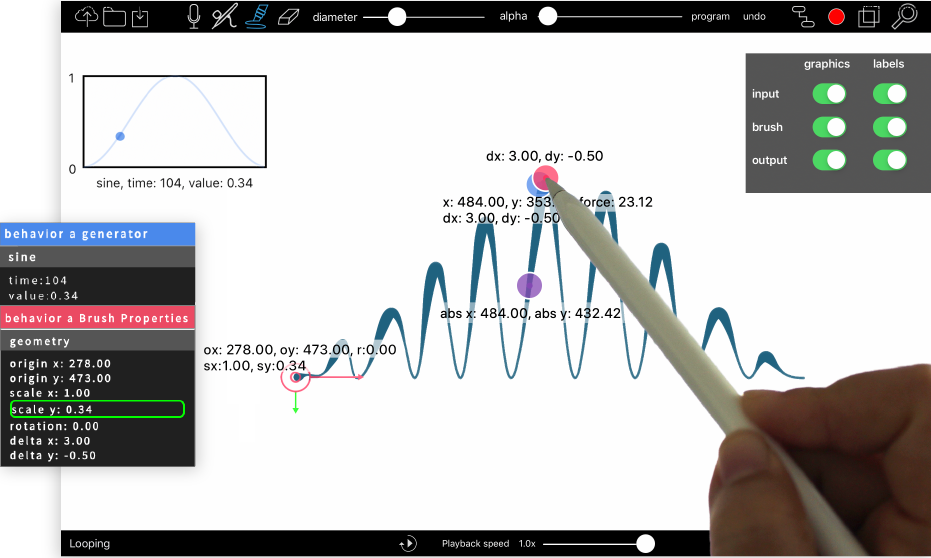 diameter
alpha
program
undo
graphics labels
input
brush
output
1
0
sine, time: 104, value: 0.34
behavior a generator
sine
time:104
value:0.34
behavior a Brush Properties
geometry
origin x: 278.00
origin y: 473.00
scale x: 1.00
scale y: 0.34
rotation: 0.00
delta x: 3.00
delta y: -0.50
dx: 3.00, dy: -0.50
x: 484.00, y: 353. force: 23.12
dx: 3.00, dy: -0.50
abs x: 484.00, abs y: 432.42
ox: 278.00, oy: 473.00, r:0.00
sx:1.00, sy:0.34
Looping
Playback speed 1.0x